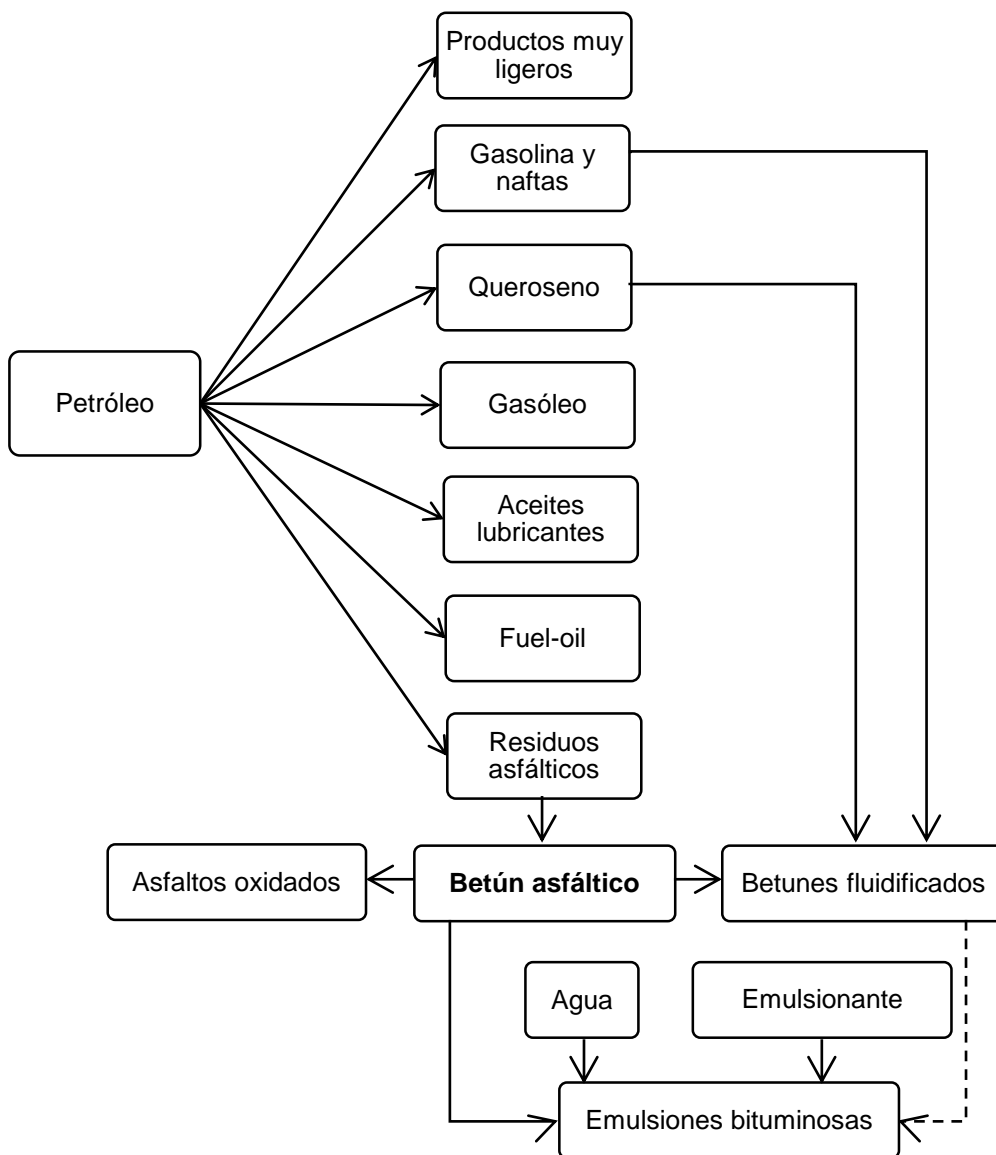 Productos muy
ligeros
Gasolina y
naftas
Queroseno
Petróleo
Gasóleo
Aceites
lubricantes
Fuel-oil
Residuos
asfálticos
Asfaltos oxidados
Betún asfáltico
Betunes fluidificados
Agua
Emulsionante
Emulsiones bituminosas